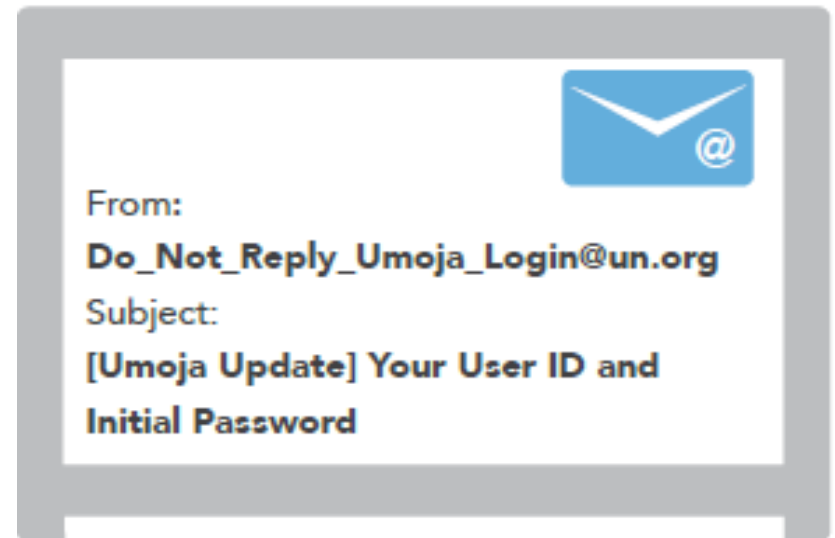 @
From:
Do_Not_Reply_Umoja_Login@un.org
Subject:
[Umoja Update] Your User ID and
Initial Password